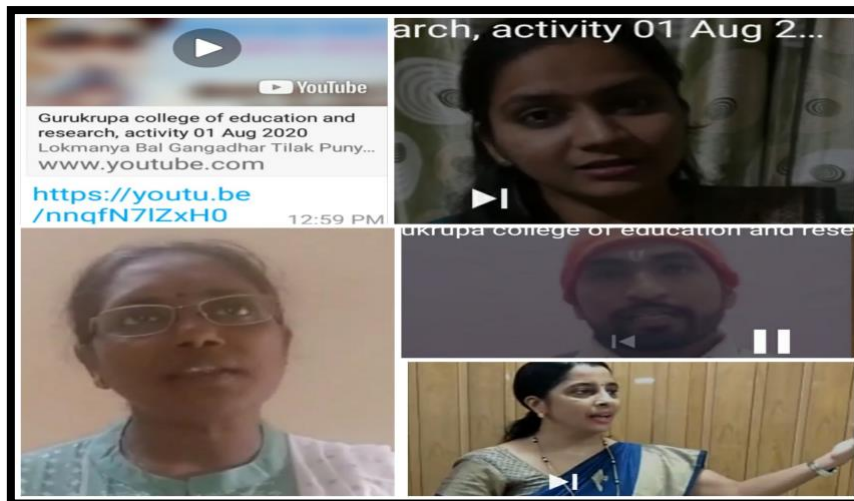 YouTube
Gurukrupa college of education and
research, activity 01 Aug 2020
Lokmanya Bal Gangadhar Tilak Puny...
www.youtube.com
https://youtu.be
/nnqfN7lZxH0
12:59 PM
arch, activity 01 Aug 2...
ukrupa college of education and rese